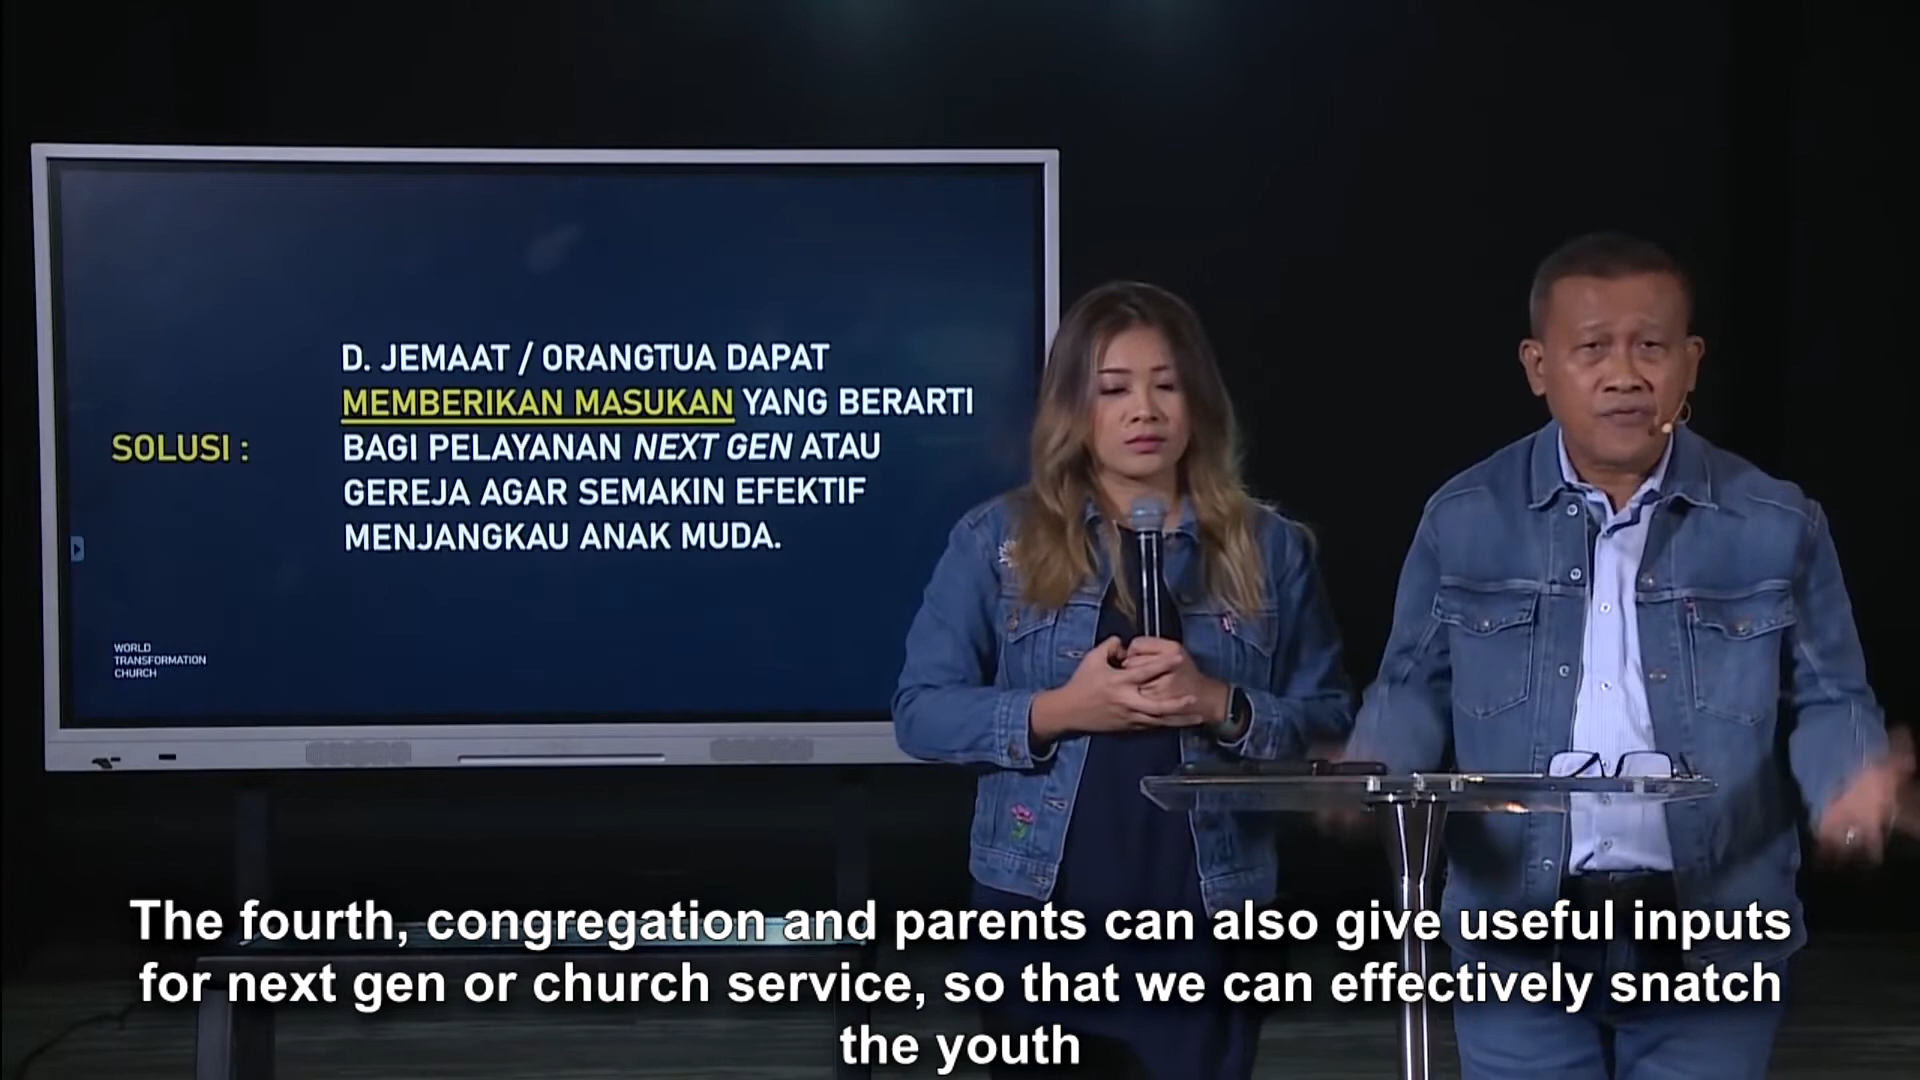 D. JEMAAT / ORANGTUA DAPAT
MEMBERIKAN MASUKAN YANG BERARTI
SOLUSI :
BAGI PELAYANAN NEXT GEN ATAU
GEREJA AGAR SEMAKIN EFEKTIF
MENJANGKAU ANAK MUDA.
WORLD
TRANSFORMATION
CHURCH
The fourth, congregation and parents can also give useful inputs
for next gen or church service, so that we can effectively snatch
the youth